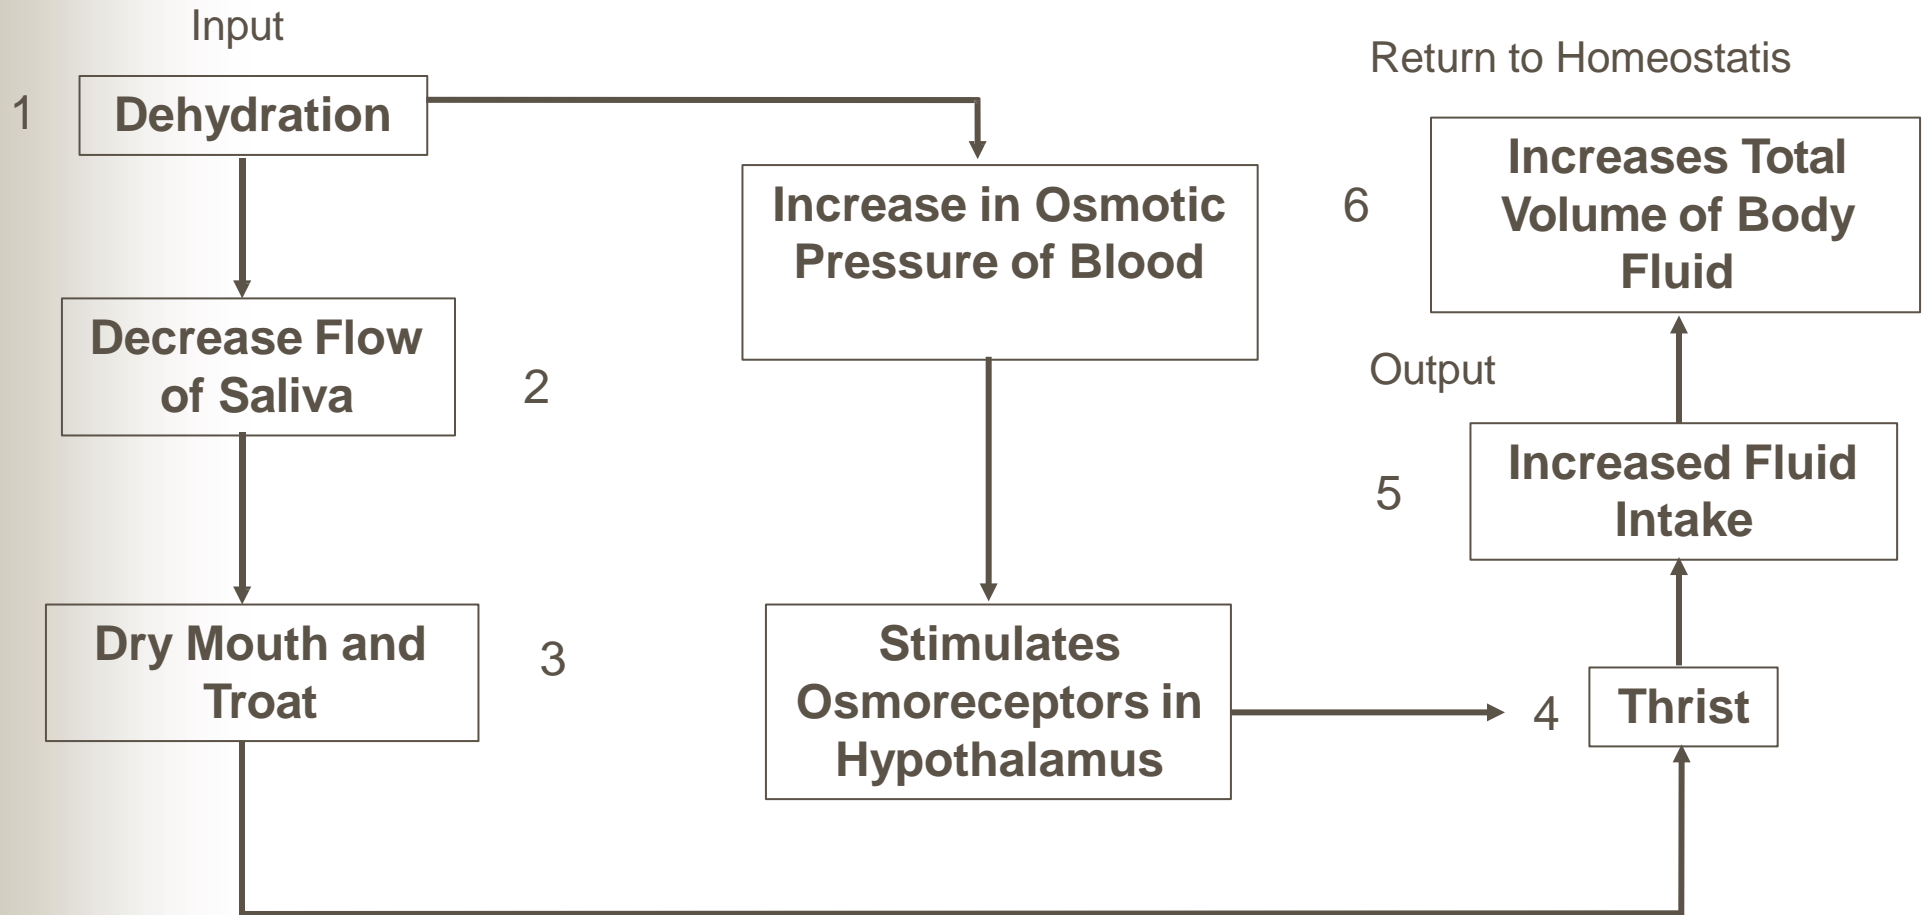 Input
1
Dehydration
Decrease Flow
of Saliva
2
Dry Mouth and
Troat
3
Increase in Osmotic
Pressure of Blood
Stimulates
Osmoreceptors in
Hypothalamus
4
Thrist
5
Increased Fluid
Intake
Output
6
Increases Total
Volume of Body
Fluid
Return to Homeostatis